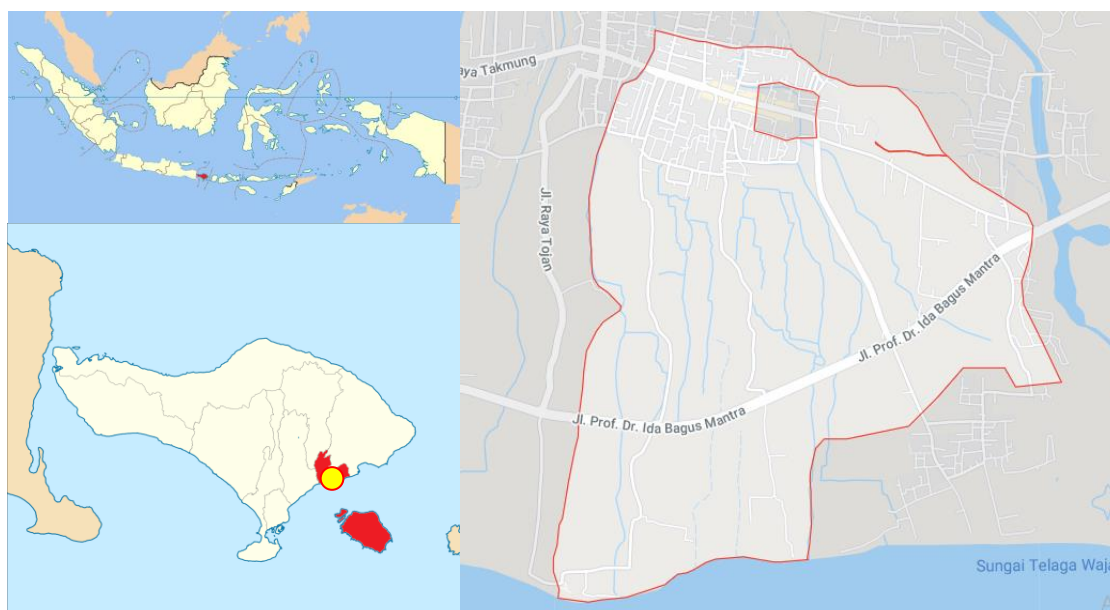 aya Takmung
Jl. Raya Tojan
Jl. Prof. Dr. Ida Bagus Mantra
Jl. Prof. Dr. Ida Bagus Mantra
Sungai Telaga Waja